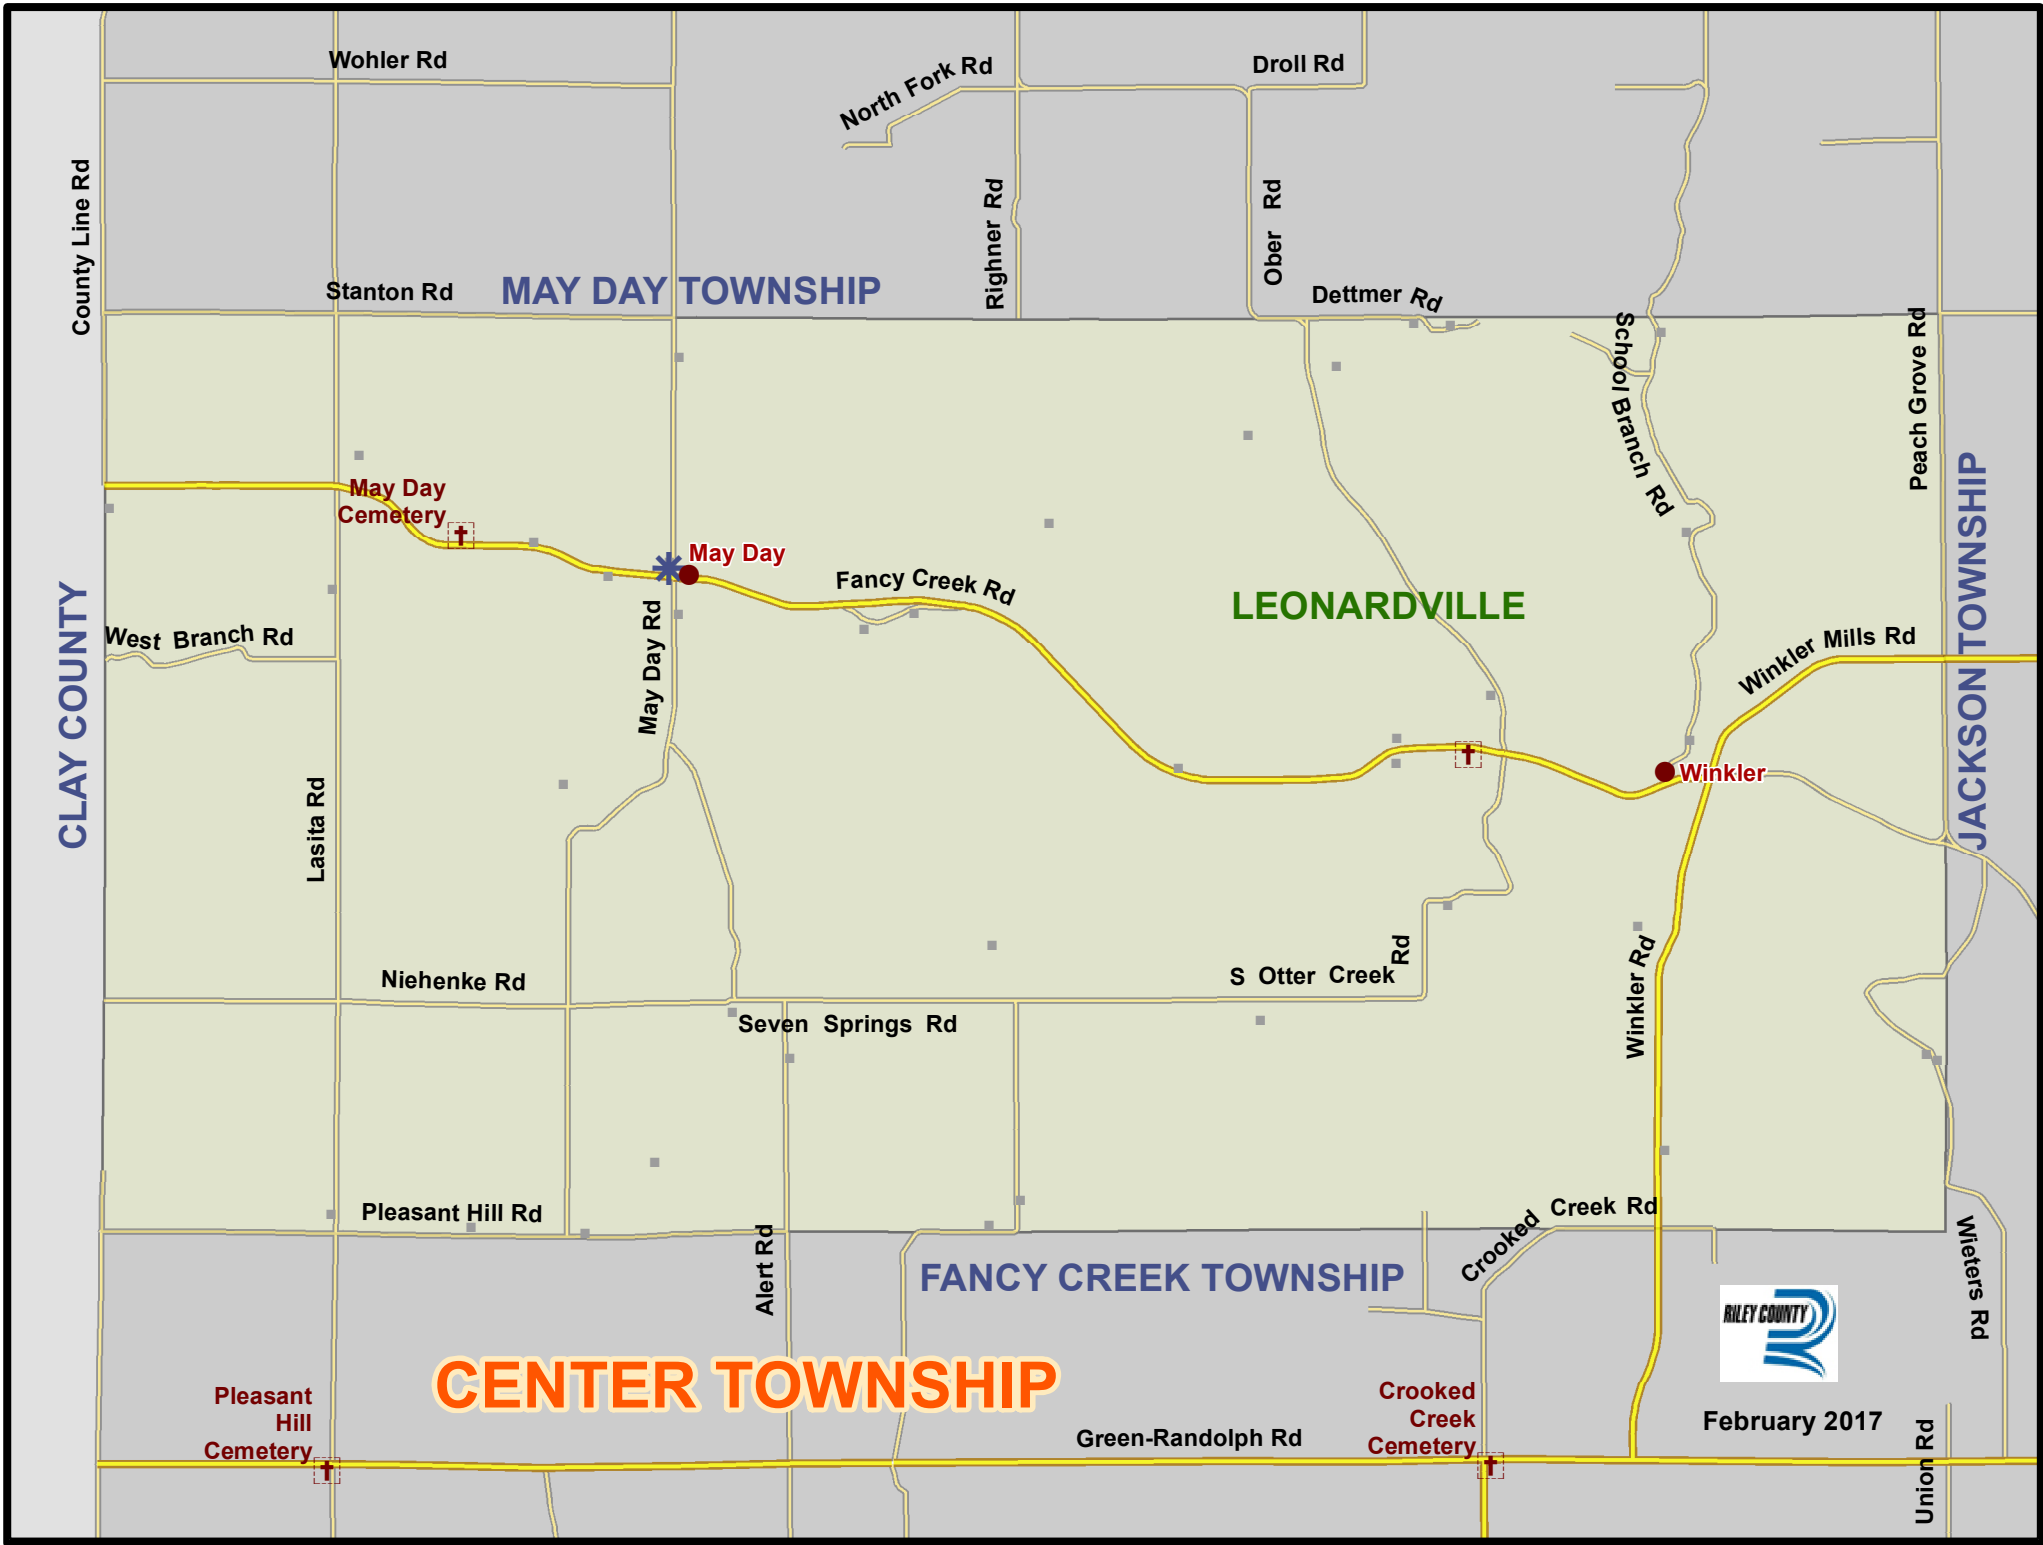 Wohler Rd
North Fork Rd
Droll Rd
County Line Rd
Righner Rd
Ober Rd
Stanton Rd
MAY DAY TOWNSHIP
Dettmer Rd
School Branch Rd
Peach Grove Rd
May Day
Cemetery
May Day
Fancy Creek Rd
LEONARDVILLE
JACKSON TOWNSHIP
CLAY COUNTY
West Branch Rd
May Day Rd
Winkler Mills Rd
Winkler
Lasita Rd
Niehenke Rd
S Otter Creek Rd
Winkler Rd
Seven Springs Rd
Pleasant Hill Rd
Alert Rd
FANCY CREEK TOWNSHIP
Crooked Creek Rd
Wieters Rd
RILEY COUNTY
CENTER TOWNSHIP
Pleasant
Hill
Cemetery
Crooked
Creek
Cemetery
Green-Randolph Rd
February 2017
Union Rd